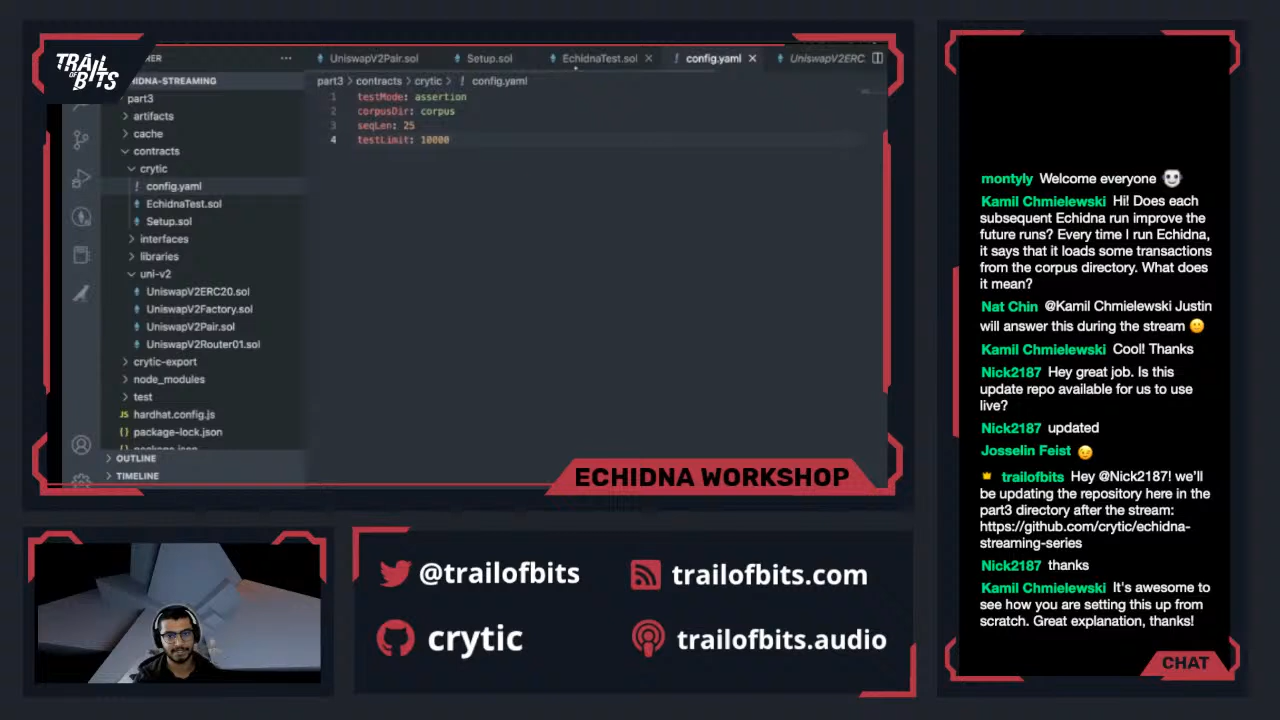 TRAIL
OF
BITS
RER
HIDNA-STREAMING
part3
artifacts
cache
contracts
crytic
! config.yaml
EchidnaTest.sol
Setup.sol
interfaces
libraries
uni-v2
UniswapV2ERC20.sol
UniswapV2Factory.sol
UniswapV2Pair.sol
UniswapV2Router01.sol
crytic-export
node_modules
test
JS hardhat.config.js
{} package-lock.json
OUTLINE
TIMELINE
UniswapV2Pair.sol Setup.sol EchidnaTest.sol ! config.yaml UniswapV2ERC
part3 > contracts > crytic > ! config.yaml
1 testMode: assertion
2 corpusDir: corpus
3 seqLen: 25
4 testLimit: 10000
ECHIDNA WORKSHOP
@trailofbits
trailofbits.com
crytic
trailofbits.audio
montyly Welcome everyone
Kamil Chmielewski Hi! Does each
subsequent Echidna run improve the
future runs? Every time I run Echidna,
it says that it loads some transactions
from the corpus directory. What does
it mean?
Nat Chin @Kamil Chmielewski Justin
will answer this during the stream 🙂
Kamil Chmielewski Cool! Thanks
Nick2187 Hey great job. Is this
update repo available for us to use
live?
Nick2187 updated
Josselin Feist 😉
trailofbits Hey @Nick2187! we'll
be updating the repository here in the
part3 directory after the stream:
https://github.com/crytic/echidna-
streaming-series
Nick2187 thanks
Kamil Chmielewski It's awesome to
see how you are setting this up from
scratch. Great explanation, thanks!
CHAT